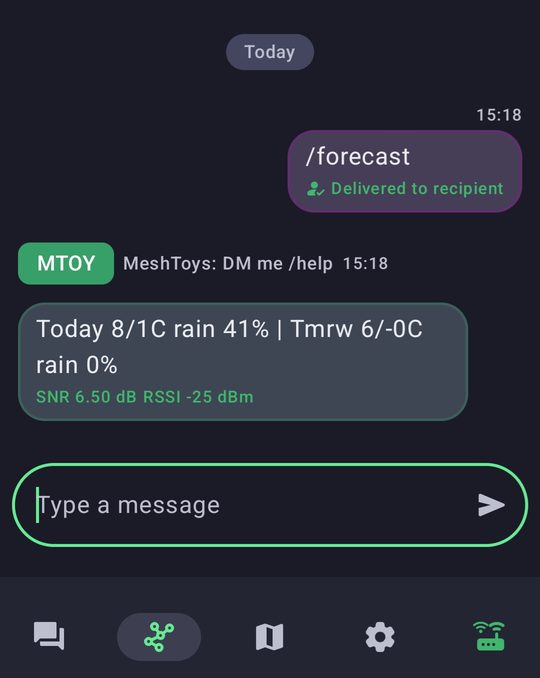 Today
15:18
/forecast
Delivered to recipient
MTOY MeshToys: DM me /help 15:18
Today 8/1C rain 41% | Tmrw 6/-0C
rain 0%
SNR 6.50 dB RSSI -25 dBm
Type a message